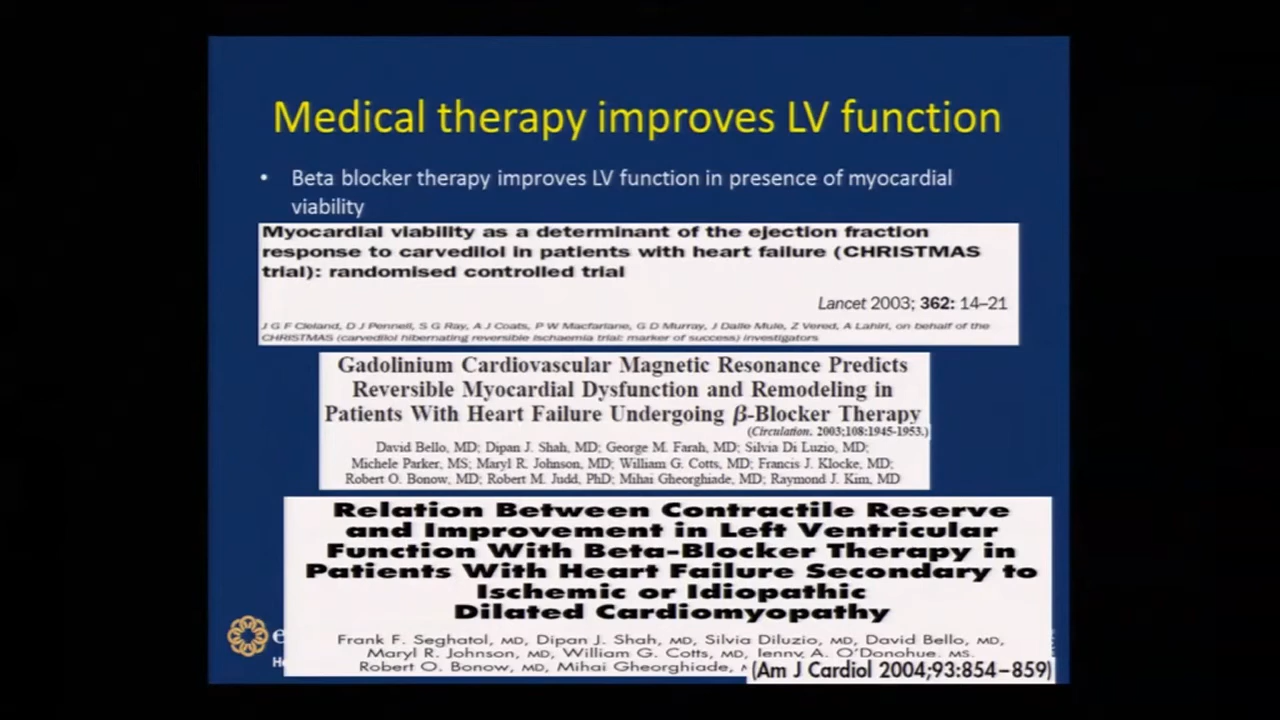 Medical therapy improves LV function
• Beta blocker therapy improves LV function in presence of myocardial
viability
Myocardial viability as a determinant of the ejection fraction
response to carvedilol in patients with heart failure (CHRISTMAS
trial): randomised controlled trial
Lancet 2003; 362: 14–21
J G F Cleland, D J Pennell, S G Ray, A J Coats, P W Macfarlane, G D Murray, J Dalle Mule, Z Vered, A Lahiri, on behalf of the
CHRISTMAS (carvedilol hibernating reversible ischaemia trial: marker of success) investigators
Gadolinium Cardiovascular Magnetic Resonance Predicts
Reversible Myocardial Dysfunction and Remodeling in
Patients With Heart Failure Undergoing β-Blocker Therapy
(Circulation. 2003;108:1945-1953.)
David Bello, MD; Dipan J. Shah, MD; George M. Farah, MD; Silvia Di Luzio, MD;
Michele Parker, MS; Maryl R. Johnson, MD; William G. Cotts, MD; Francis J. Klocke, MD;
Robert O. Bonow, MD; Robert M. Judd, PhD; Mihai Gheorghiade, MD; Raymond J. Kim, MD
Relation Between Contractile Reserve
and Improvement in Left Ventricular
Function With Beta-Blocker Therapy in
Patients With Heart Failure Secondary to
Ischemic or Idiopathic
Dilated Cardiomyopathy
Frank F. Seghatol, MD, Dipan J. Shah, MD, Silvia Diluzio, MD, David Bello, MD,
Maryl R. Johnson, MD, William G. Cotts, MD, Jenny A. O'Donohue, MS,
Robert O. Bonow, MD, Mihai Gheorghiade,
(Am J Cardiol 2004;93:854–859)